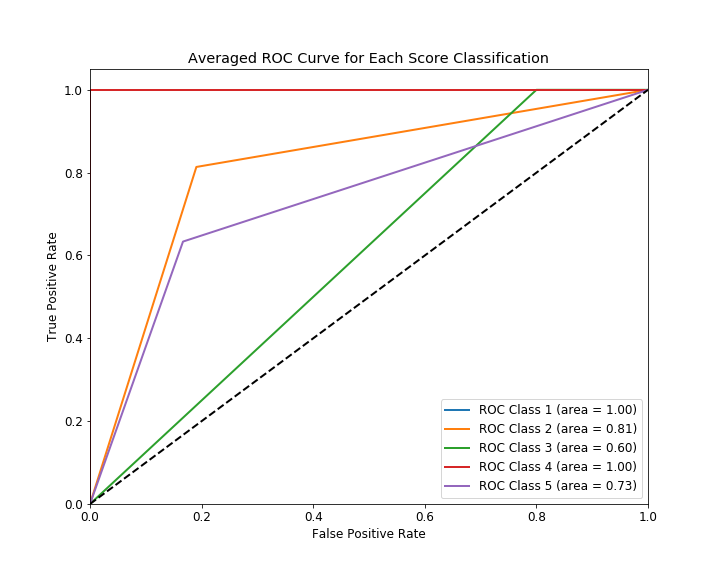 Averaged ROC Curve for Each Score Classification
1.0
0.8
0.6
0.4
0.2
0.0
True Positive Rate
0.0 0.2 0.4 0.6 0.8 1.0
False Positive Rate
ROC Class 1 (area = 1.00)
ROC Class 2 (area = 0.81)
ROC Class 3 (area = 0.60)
ROC Class 4 (area = 1.00)
ROC Class 5 (area = 0.73)